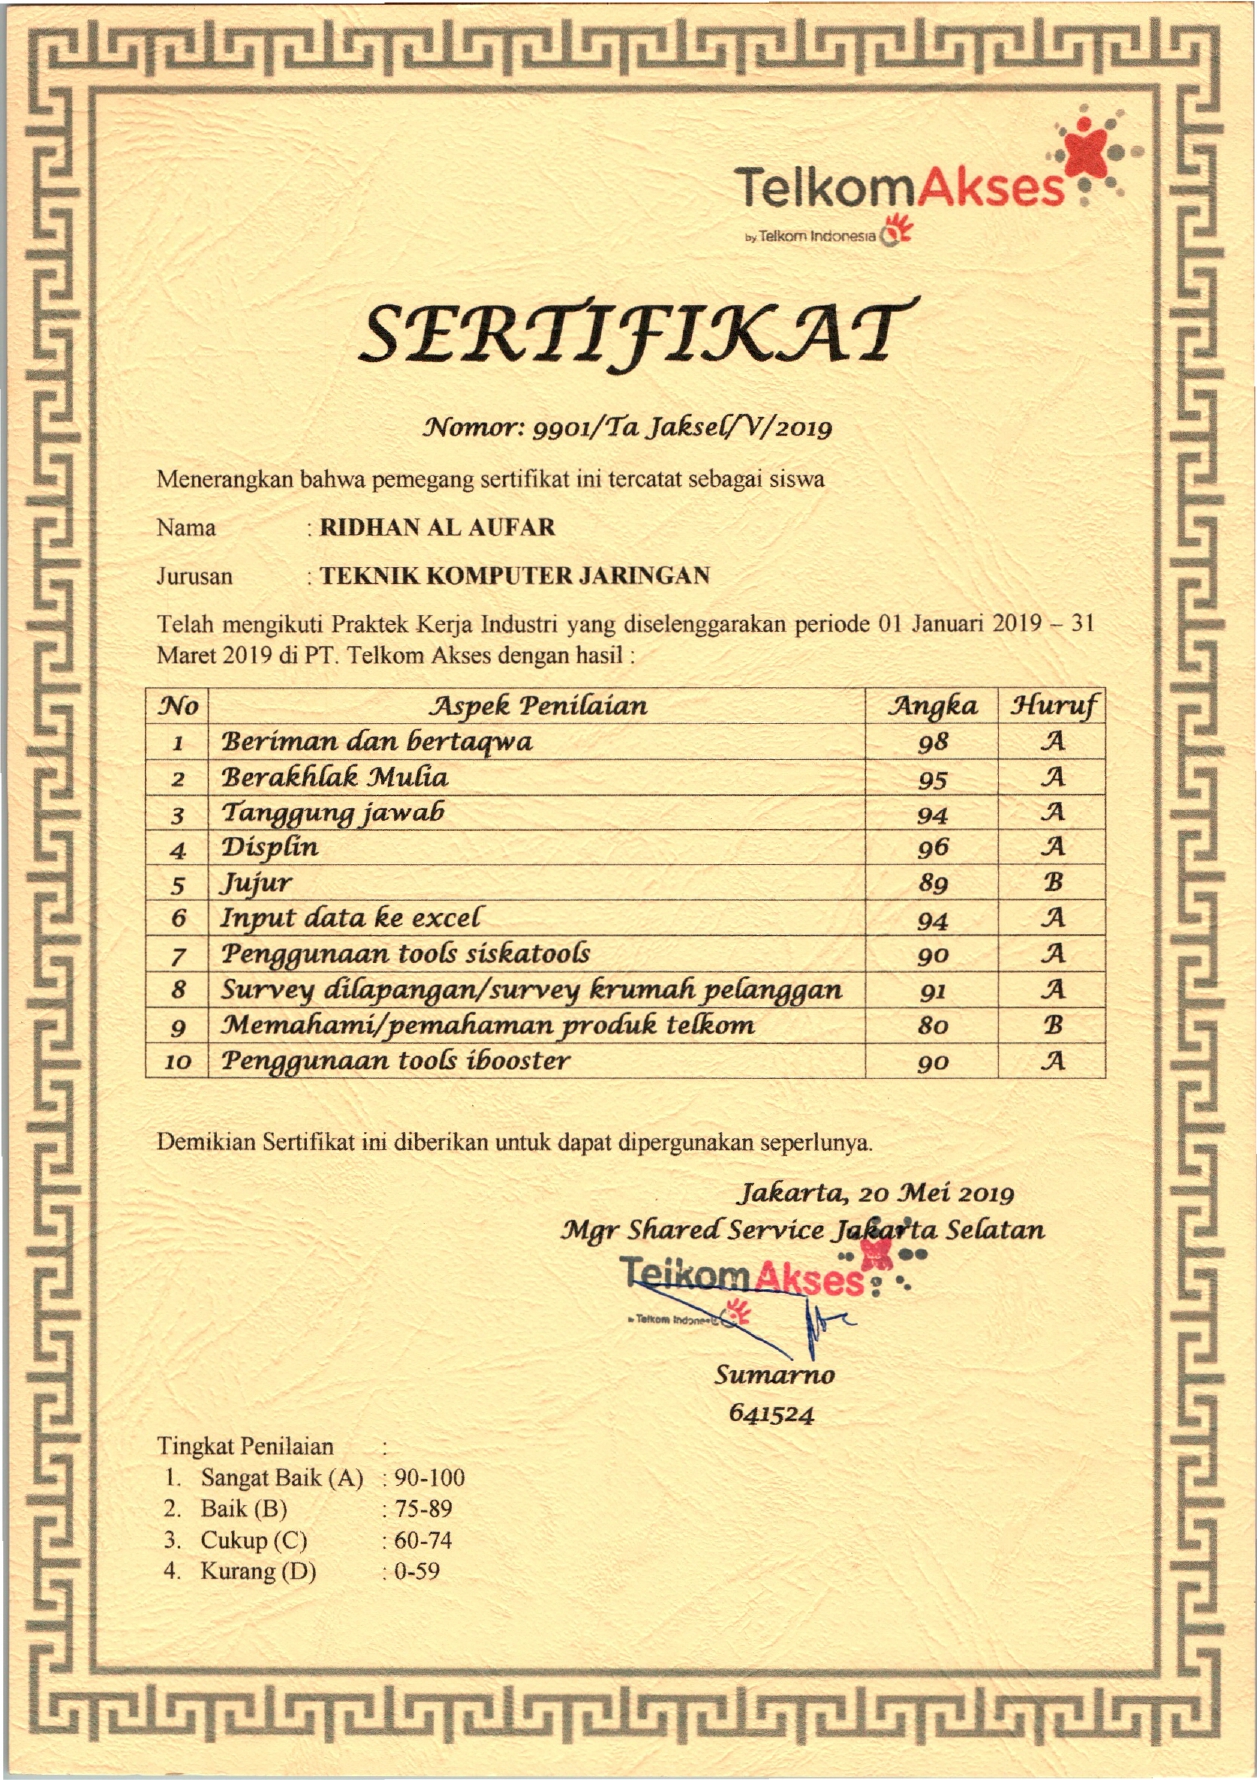 TelkomAkses
by Telkom Indonesia
SERTIFIKAT
Nomor: 9901/Ta Jaksel/V/2019
Menerangkan bahwa pemegang sertifikat ini tercatat sebagai siswa
Nama : RIDHAN AL AUFAR
Jurusan : TEKNIK KOMPUTER JARINGAN
Telah mengikuti Praktek Kerja Industri yang diselenggarakan periode 01 Januari 2019 – 31
Maret 2019 di PT. Telkom Akses dengan hasil :
No Aspek Penilaian Angka Huruf
1 Beriman dan bertaqwa 98 A
2 Berakhlak Mulia 95 A
3 Tanggung jawab 94 A
4 Displin 96 A
5 Jujur 89 B
6 Input data ke excel 94 A
7 Penggunaan tools siskatools 90 A
8 Survey dilapangan/survey krumah pelanggan 91 A
9 Memahami/pemahaman produk telkom 80 B
10 Penggunaan tools ibooster 90 A
Demikian Sertifikat ini diberikan untuk dapat dipergunakan seperlunya.
Jakarta, 20 Mei 2019
Mgr Shared Service Jakarta Selatan
TelkomAkses
by Telkom Indonesia
Sumarno
641524
Tingkat Penilaian :
1. Sangat Baik (A) : 90-100
2. Baik (B) : 75-89
3. Cukup (C) : 60-74
4. Kurang (D) : 0-59